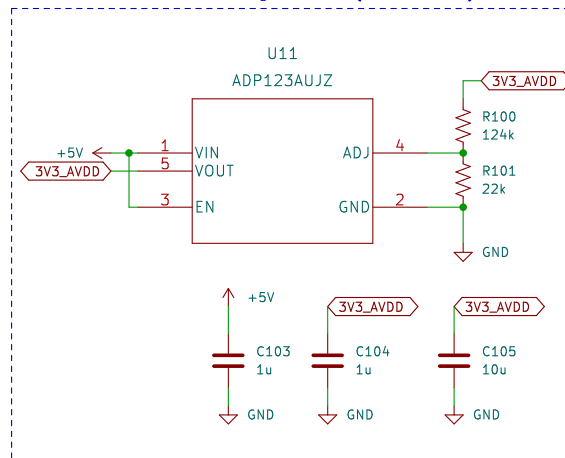 U11
ADP123AUJZ
3V3_AVDD
R100
124k
+5V
1
VIN
ADJ
4
3V3_AVDD
5
VOUT
R101
22k
3
EN
GND
2
GND
+5V
3V3_AVDD
3V3_AVDD
C103
1u
C104
1u
C105
10u
GND
GND
GND